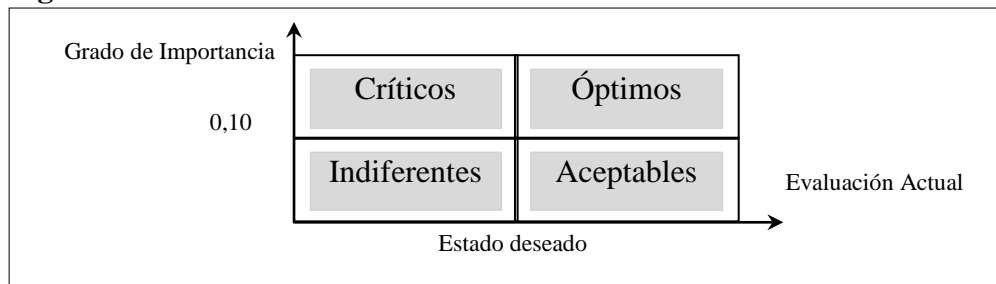 Grado de Importancia
Críticos Óptimos
0,10
Indiferentes Aceptables
Evaluación Actual
Estado deseado